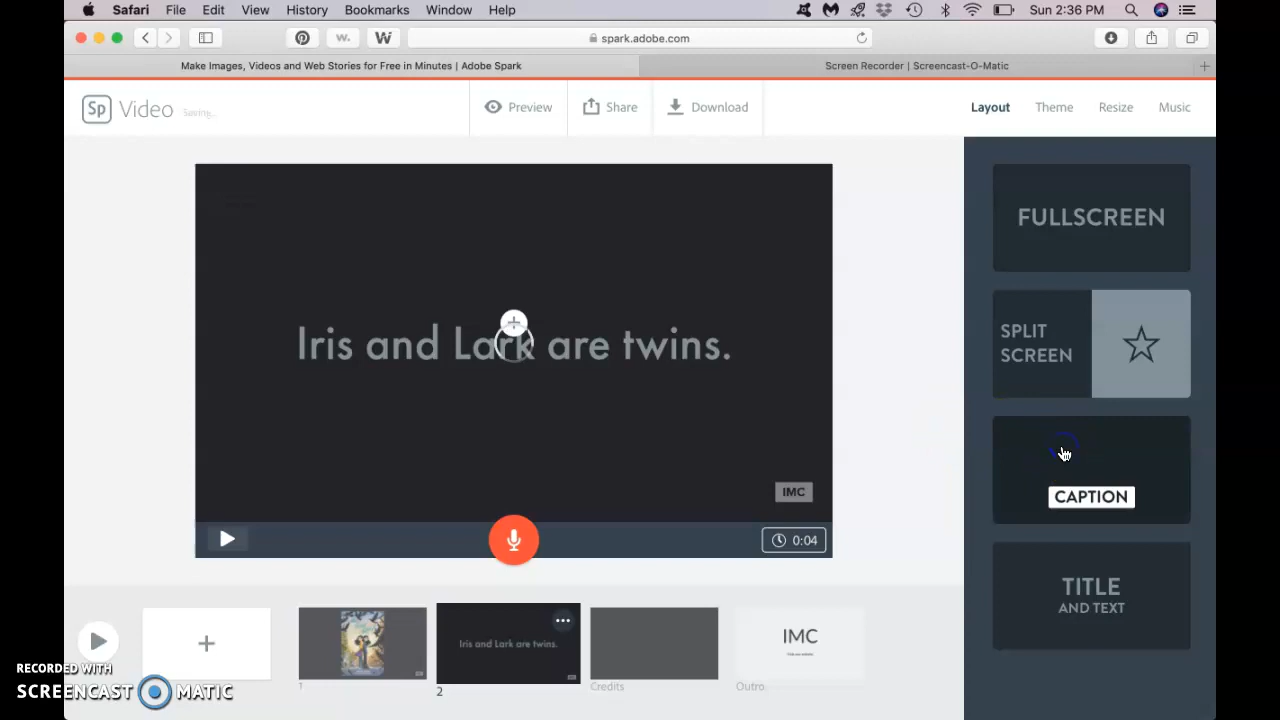 Safari File Edit View History Bookmarks Window Help Sun 2:36 PM
w. W spark.adobe.com
Make Images, Videos and Web Stories for Free in Minutes | Adobe Spark Screen Recorder | Screencast-O-Matic
Sp Video Saving... Preview Share Download Layout Theme Resize Music
FULLSCREEN
SPLIT
SCREEN
Iris and Lark are twins.
IMC
CAPTION
0:04
TITLE
AND TEXT
Iris and Lark are twins.
IMC
1
2
Credits
Outro
RECORDED WITH
SCREENCAST MATIC